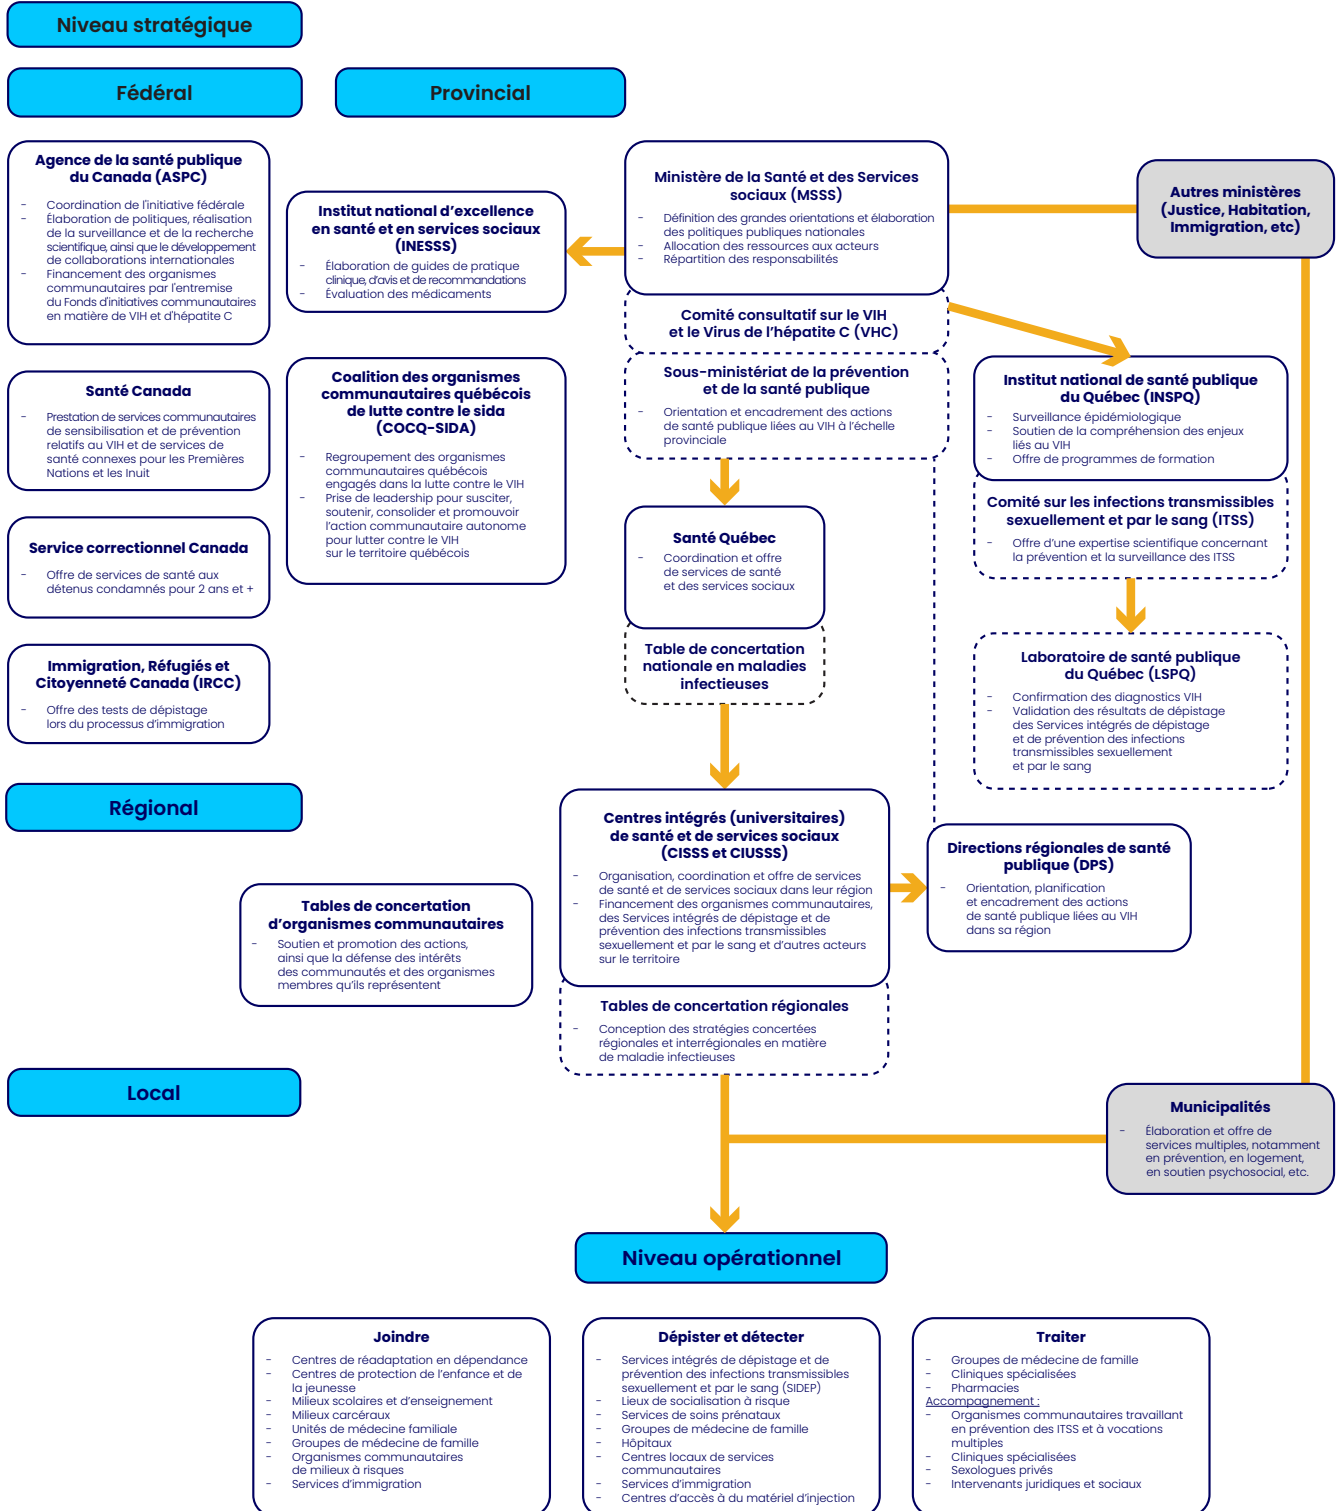 Niveau stratégique
Fédéral
Provincial
Agence de la santé publique
du Canada (ASPC)
- Coordination de l'initiative fédérale
- Élaboration de politiques, réalisation
de la surveillance et de la recherche
scientifique, ainsi que le développement
de collaborations internationales
- Financement des organismes
communautaires par l'entremise
du Fonds d'initiatives communautaires
en matière de VIH et d'hépatite C
Santé Canada
- Prestation de services communautaires
de sensibilisation et de prévention
relatifs au VIH et de services de
santé connexes pour les Premières
Nations et les Inuit
Service correctionnel Canada
- Offre de services de santé aux
détenus condamnés pour 2 ans et +
Immigration, Réfugiés et
Citoyenneté Canada (IRCC)
- Offre des tests de dépistage
lors du processus d'immigration
Institut national d'excellence
en santé et en services sociaux
(INESSS)
- Élaboration de guides de pratique
clinique, d'avis et de recommandations
- Évaluation des médicaments
Coalition des organismes
communautaires québécois
de lutte contre le sida
(COCQ-SIDA)
- Regroupement des organismes
communautaires québécois
engagés dans la lutte contre le VIH
- Prise de leadership pour susciter,
soutenir, consolider et promouvoir
l'action communautaire autonome
pour lutter contre le VIH
sur le territoire québécois
Ministère de la Santé et des Services
sociaux (MSSS)
- Définition des grandes orientations et élaboration
des politiques publiques nationales
- Allocation des ressources aux acteurs
- Répartition des responsabilités
Comité consultatif sur le VIH
et le Virus de l'hépatite C (VHC)
Sous-ministériat de la prévention
et de la santé publique
- Orientation et encadrement des actions
de santé publique liées au VIH à l'échelle
provinciale
Santé Québec
- Coordination et offre
de services de santé
et des services sociaux
Table de concertation
nationale en maladies
infectieuses
Autres ministères
(Justice, Habitation,
Immigration, etc)
Institut national de santé publique
du Québec (INSPQ)
- Surveillance épidémiologique
- Soutien de la compréhension des enjeux
liés au VIH
- Offre de programmes de formation
Comité sur les infections transmissibles
sexuellement et par le sang (ITSS)
- Offre d'une expertise scientifique concernant
la prévention et la surveillance des ITSS
Laboratoire de santé publique
du Québec (LSPQ)
- Confirmation des diagnostics VIH
- Validation des résultats de dépistage
des Services intégrés de dépistage
et de prévention des infections
transmissibles sexuellement
et par le sang
Régional
Centres intégrés (universitaires)
de santé et de services sociaux
(CISSS et CIUSSS)
- Organisation, coordination et offre de services
de santé et de services sociaux dans leur région
- Financement des organismes communautaires,
des Services intégrés de dépistage et de
prévention des infections transmissibles
sexuellement et par le sang et d'autres acteurs
sur le territoire
Directions régionales de santé
publique (DPS)
- Orientation, planification
et encadrement des actions
de santé publique liées au VIH
dans sa région
Tables de concertation
d'organismes communautaires
- Soutien et promotion des actions,
ainsi que la défense des intérêts
des communautés et des organismes
membres qu'ils représentent
Tables de concertation régionales
- Conception des stratégies concertées
régionales et interrégionales en matière
de maladie infectieuses
Local
Municipalités
- Élaboration et offre de
services multiples, notamment
en prévention, en logement,
en soutien psychosocial, etc.
Niveau opérationnel
Joindre
- Centres de réadaptation en dépendance
- Centres de protection de l'enfance et de
la jeunesse
- Milieux scolaires et d'enseignement
- Milieux carcéraux
- Unités de médecine familiale
- Groupes de médecine de famille
- Organismes communautaires
de milieux à risques
- Services d'immigration
Dépister et détecter
- Services intégrés de dépistage et de
prévention des infections transmissibles
sexuellement et par le sang (SIDEP)
- Lieux de socialisation à risque
- Services de soins prénataux
- Groupes de médecine de famille
- Hôpitaux
- Centres locaux de services
communautaires
- Services d'immigration
- Centres d'accès à du matériel d'injection
Traiter
- Groupes de médecine de famille
- Cliniques spécialisées
- Pharmacies
Accompagnement :
- Organismes communautaires travaillant
en prévention des ITSS et à vocations
multiples
- Cliniques spécialisées
- Sexologues privés
- Intervenants juridiques et sociaux